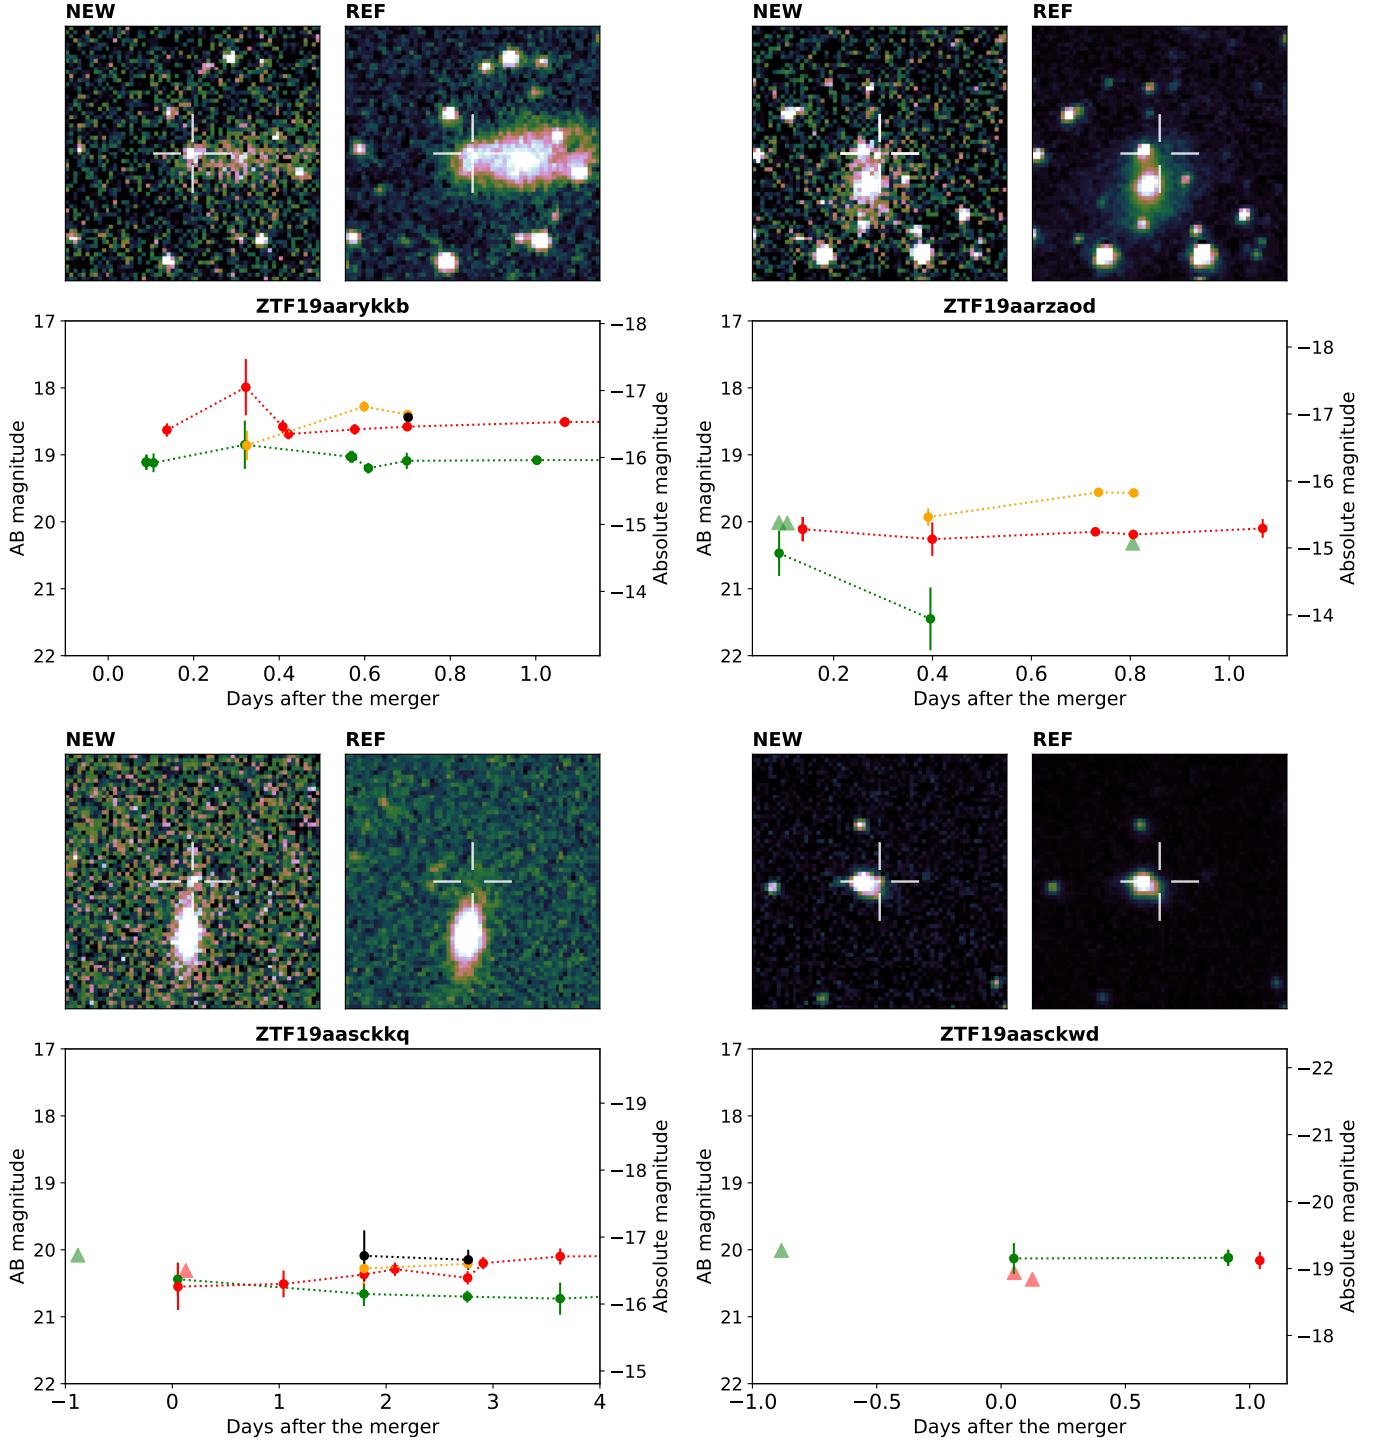 NEW REF NEW REF
ZTF19aarykkb ZTF19aarzaod
17 −18 17
−18
18 −17 18
−17
19 −16 19
−16
20 −15 20
−15
21 −14 21
−14
22 22
AB magnitude Absolute magnitude AB magnitude Absolute magnitude
0.0 0.2 0.4 0.6 0.8 1.0 0.2 0.4 0.6 0.8 1.0
Days after the merger Days after the merger
NEW REF NEW REF
ZTF19aasckkq ZTF19aasckwd
17 17 −22
18 −19 18 −21
19 −18 19 −20
20 −17 20 −19
21 −16 21 −18
22 −15 22
AB magnitude Absolute magnitude AB magnitude Absolute magnitude
−1 0 1 2 3 4 −1.0 −0.5 0.0 0.5 1.0
Days after the merger Days after the merger